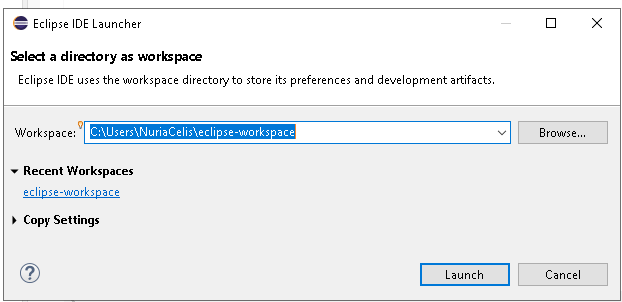 Eclipse IDE Launcher
Select a directory as workspace
Eclipse IDE uses the workspace directory to store its preferences and development artifacts.
Workspace: C:\Users\NuriaCelis\eclipse-workspace Browse...
Recent Workspaces
eclipse-workspace
Copy Settings
? Launch Cancel